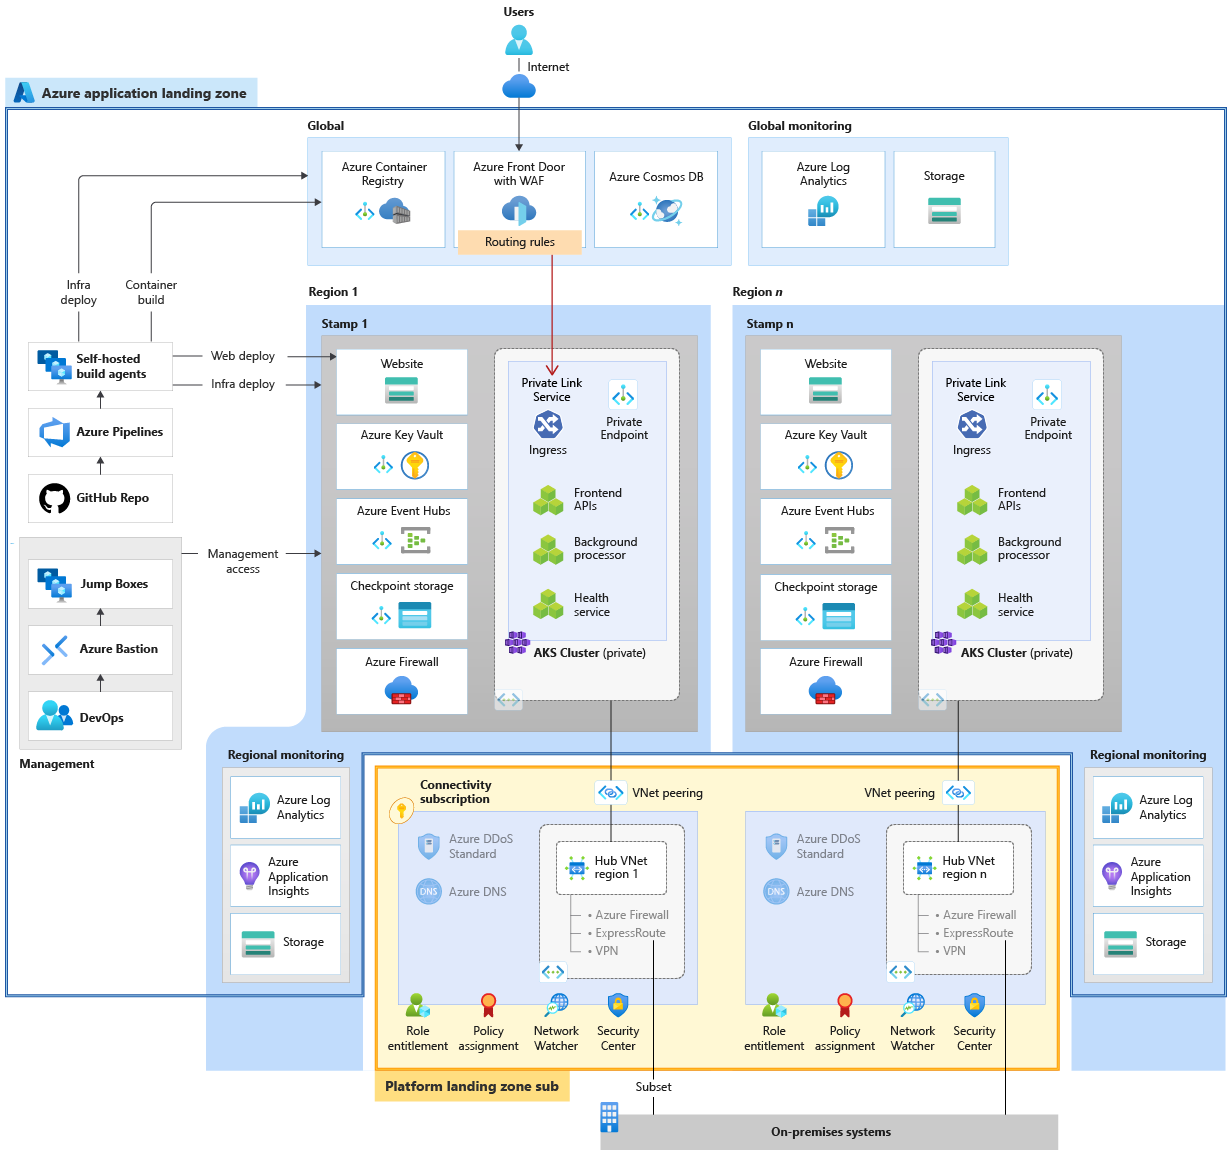 Users
Internet
Azure application landing zone
Global
Azure Container
Registry
Azure Front Door
with WAF
Routing rules
Azure Cosmos DB
Global monitoring
Azure Log
Analytics
Storage
Infra
deploy
Container
build
Self-hosted
build agents
Azure Pipelines
GitHub Repo
Web deploy
Infra deploy
Management
access
Jump Boxes
Azure Bastion
DevOps
Management
Region 1
Stamp 1
Website
Azure Key Vault
Azure Event Hubs
Checkpoint storage
Azure Firewall
Private Link
Service
Ingress
Private
Endpoint
Frontend
APIs
Background
processor
Health
service
AKS Cluster (private)
Region n
Stamp n
Website
Azure Key Vault
Azure Event Hubs
Checkpoint storage
Azure Firewall
Private Link
Service
Ingress
Private
Endpoint
Frontend
APIs
Background
processor
Health
service
AKS Cluster (private)
Regional monitoring
Azure Log
Analytics
Azure
Application
Insights
Storage
Connectivity
subscription
VNet peering
Azure DDoS
Standard
Azure DNS
DNS
Hub VNet
region 1
• Azure Firewall
• ExpressRoute
• VPN
Role
entitlement
Policy
assignment
Network
Watcher
Security
Center
VNet peering
Azure DDoS
Standard
Azure DNS
DNS
Hub VNet
region n
• Azure Firewall
• ExpressRoute
• VPN
Role
entitlement
Policy
assignment
Network
Watcher
Security
Center
Regional monitoring
Azure Log
Analytics
Azure
Application
Insights
Storage
Platform landing zone sub
Subset
On-premises systems